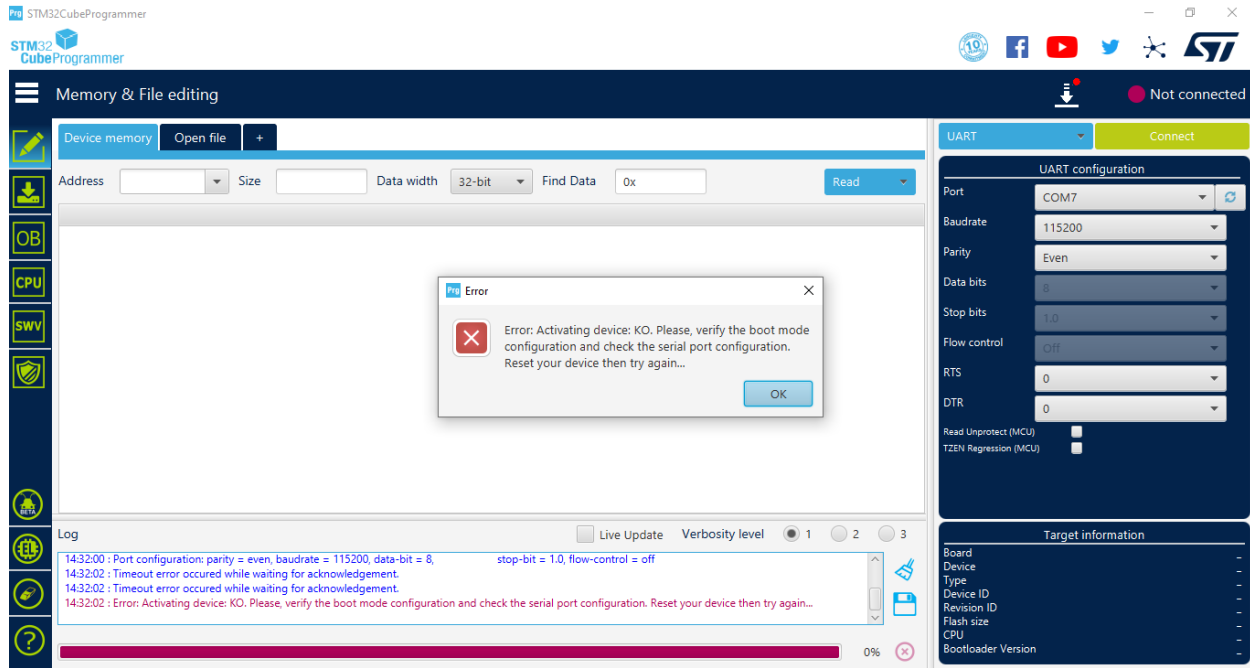 Prg STM32CubeProgrammer
STM32
CubeProgrammer
10
Memory & File editing
Not connected
Device memory Open file +
UART Connect
Address Size Data width 32-bit Find Data 0x Read
UART configuration
Port COM7
Baudrate 115200
Parity Even
Data bits 8
Stop bits 1.0
Flow control Off
RTS 0
DTR 0
Read Unprotect (MCU)
TZEN Regression (MCU)
OB
CPU
SWV
Prg Error
Error: Activating device: KO. Please, verify the boot mode
configuration and check the serial port configuration.
Reset your device then try again...
OK
BETA
Log Live Update Verbosity level 1 2 3
14:32:00 : Port configuration: parity = even, baudrate = 115200, data-bit = 8, stop-bit = 1.0, flow-control = off
14:32:02 : Timeout error occured while waiting for acknowledgement.
14:32:02 : Timeout error occured while waiting for acknowledgement.
14:32:02 : Error: Activating device: KO. Please, verify the boot mode configuration and check the serial port configuration. Reset your device then try again...
0%
Target information
Board -
Device -
Type -
Device ID -
Revision ID -
Flash size -
CPU -
Bootloader Version -